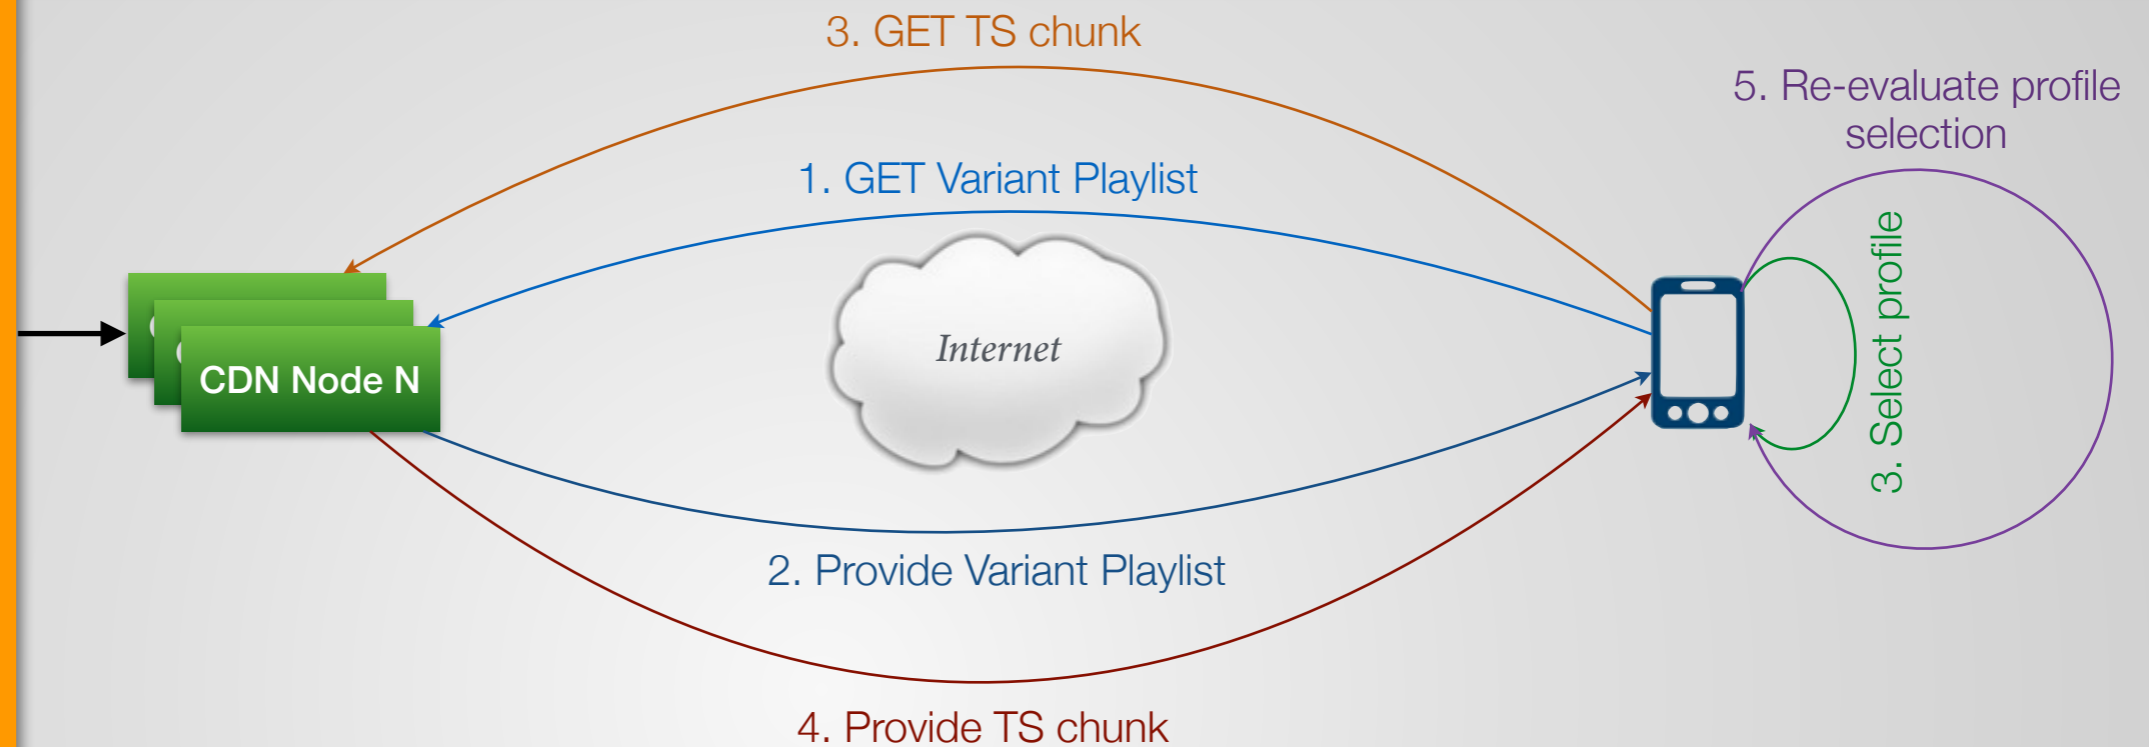 3. GET TS chunk
5. Re-evaluate profile
selection
1. GET Variant Playlist
3. Select profile
Internet
CDN Node N
2. Provide Variant Playlist
4. Provide TS chunk